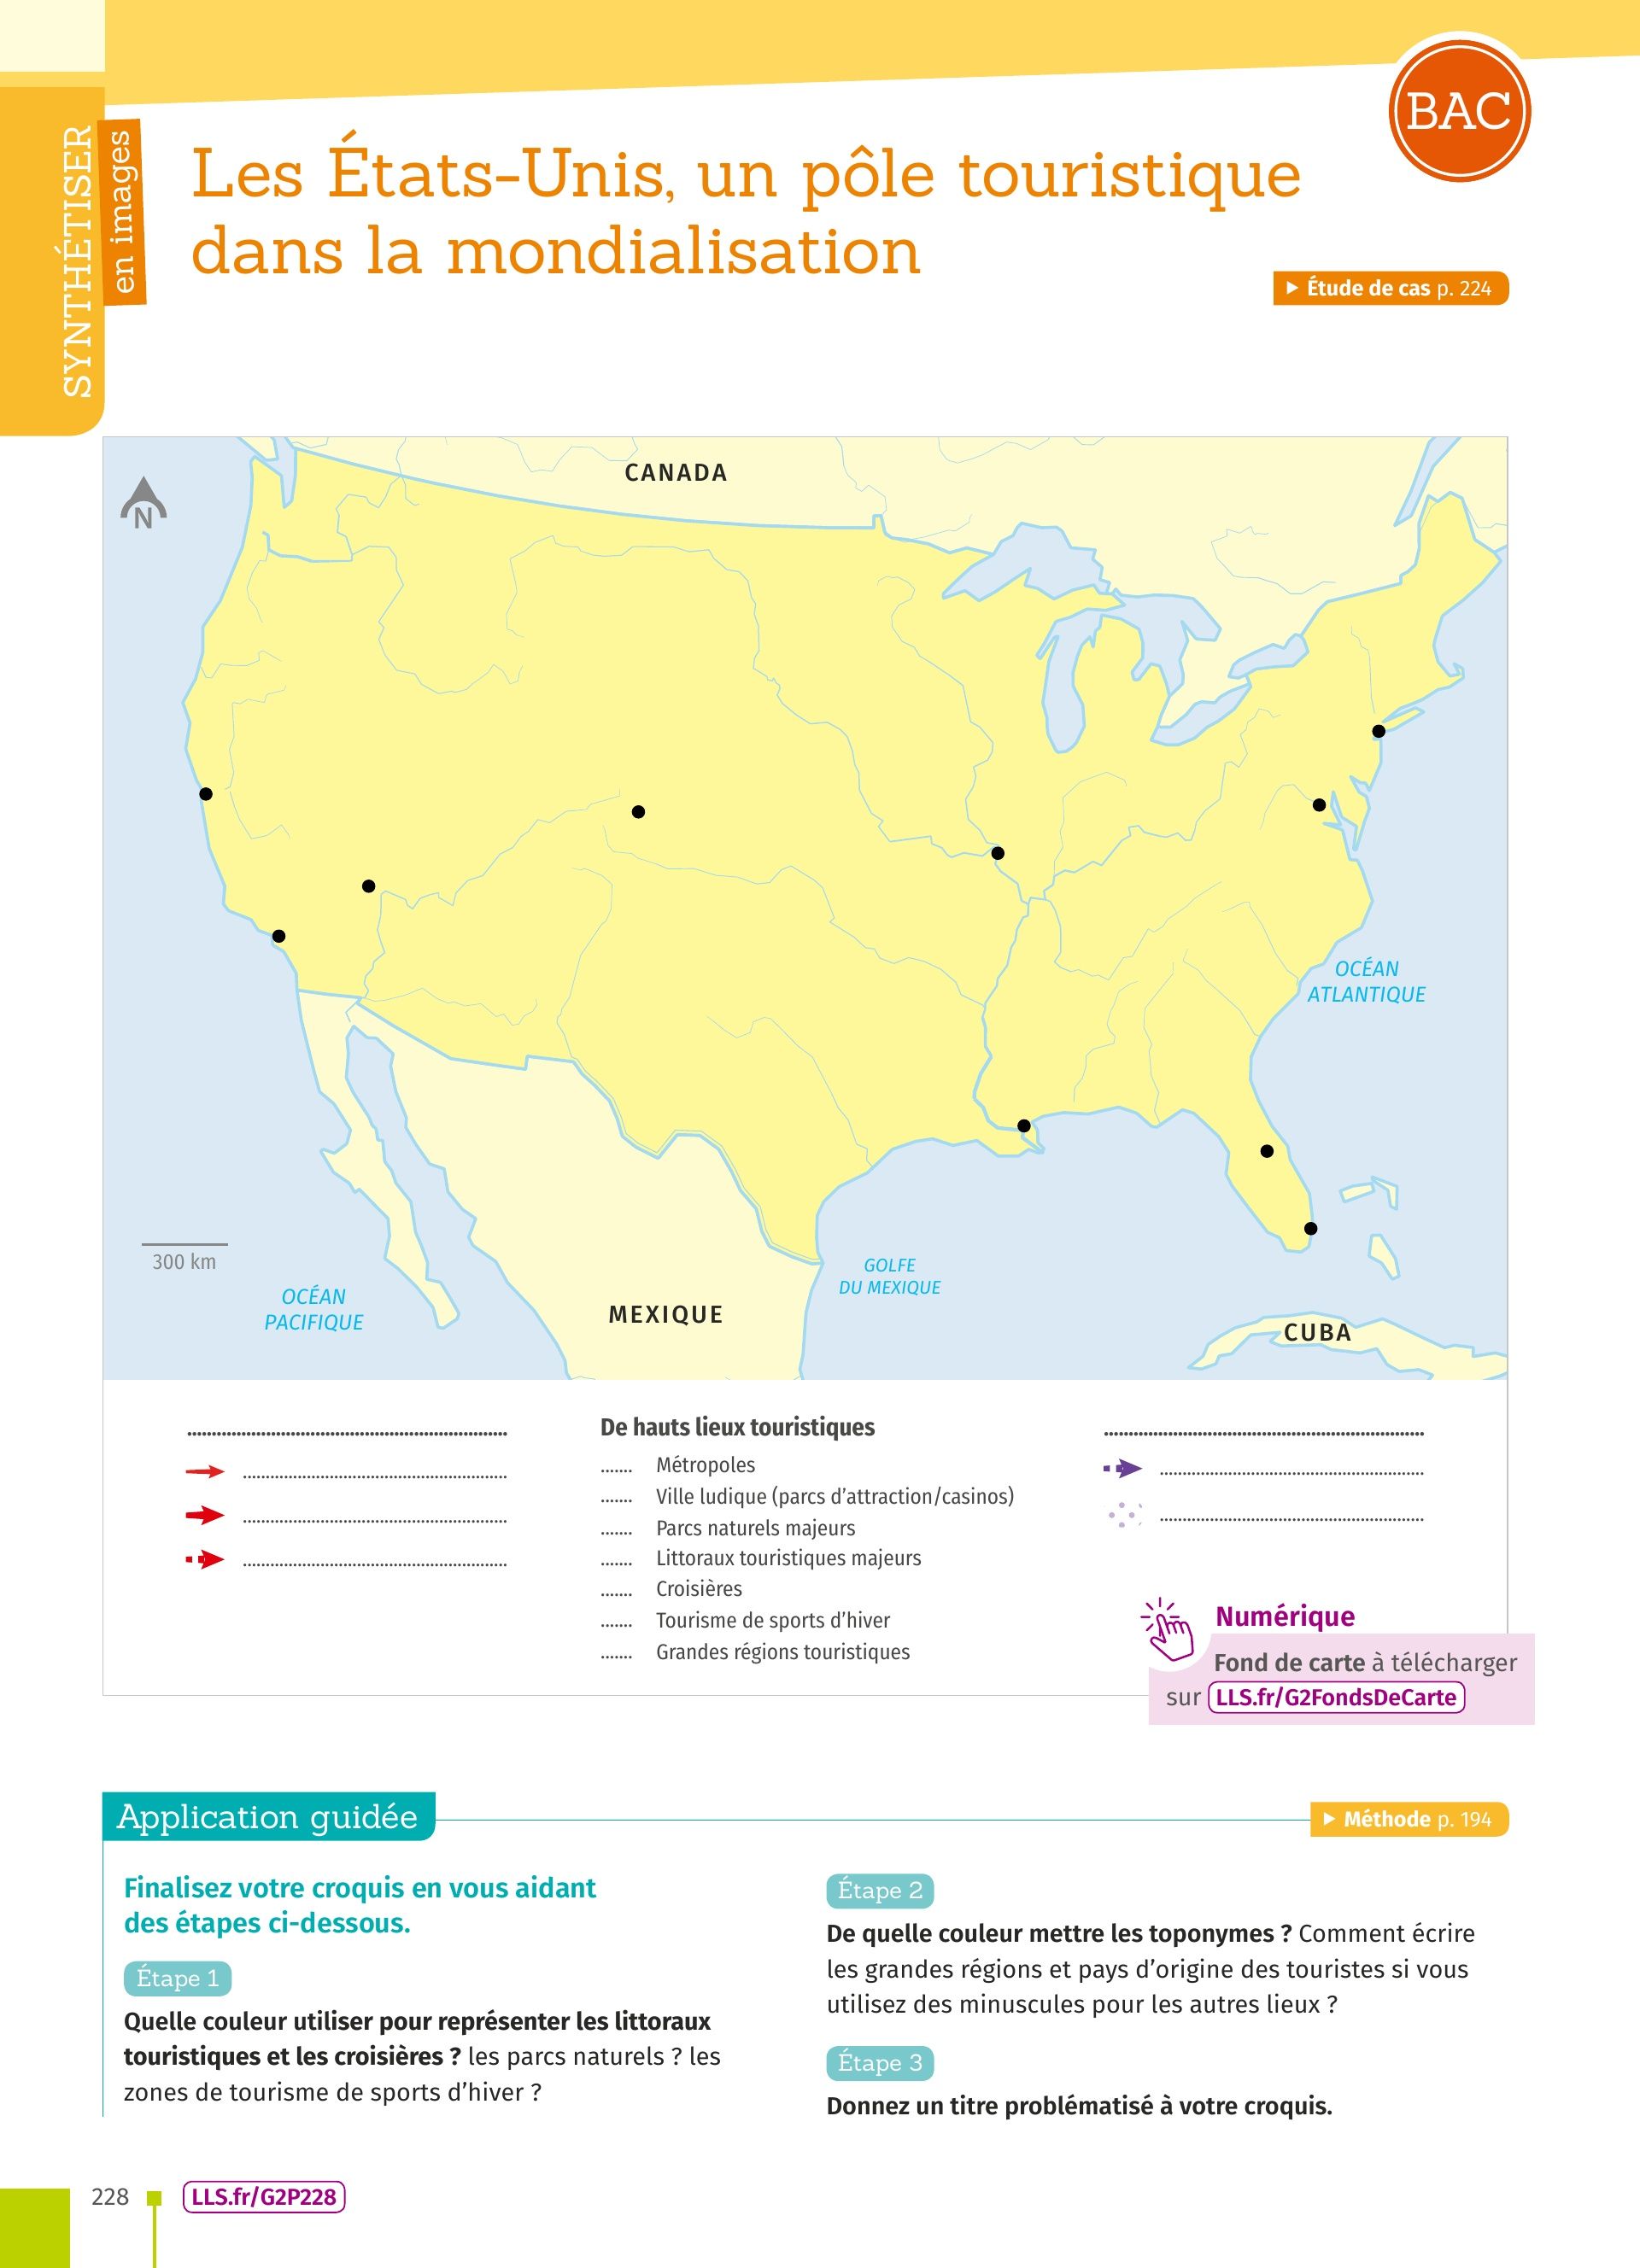 SYNTHÉTISER
en images
BAC
Les États-Unis, un pôle touristique
dans la mondialisation
▶ Étude de cas p. 224
CANADA
N
OCÉAN
ATLANTIQUE
300 km
OCÉAN
PACIFIQUE
MEXIQUE
GOLFE
DU MEXIQUE
CUBA
De hauts lieux touristiques
....... Métropoles
....... Ville ludique (parcs d'attraction/casinos)
....... Parcs naturels majeurs
....... Littoraux touristiques majeurs
....... Croisières
....... Tourisme de sports d'hiver
....... Grandes régions touristiques
Numérique
Fond de carte à télécharger
sur LLS.fr/G2FondsDeCarte
Application guidée
▶ Méthode p. 194
Finalisez votre croquis en vous aidant
des étapes ci-dessous.
Étape 1
Quelle couleur utiliser pour représenter les littoraux
touristiques et les croisières ? les parcs naturels ? les
zones de tourisme de sports d'hiver ?
Étape 2
De quelle couleur mettre les toponymes ? Comment écrire
les grandes régions et pays d'origine des touristes si vous
utilisez des minuscules pour les autres lieux ?
Étape 3
Donnez un titre problématisé à votre croquis.
228
LLS.fr/G2P228